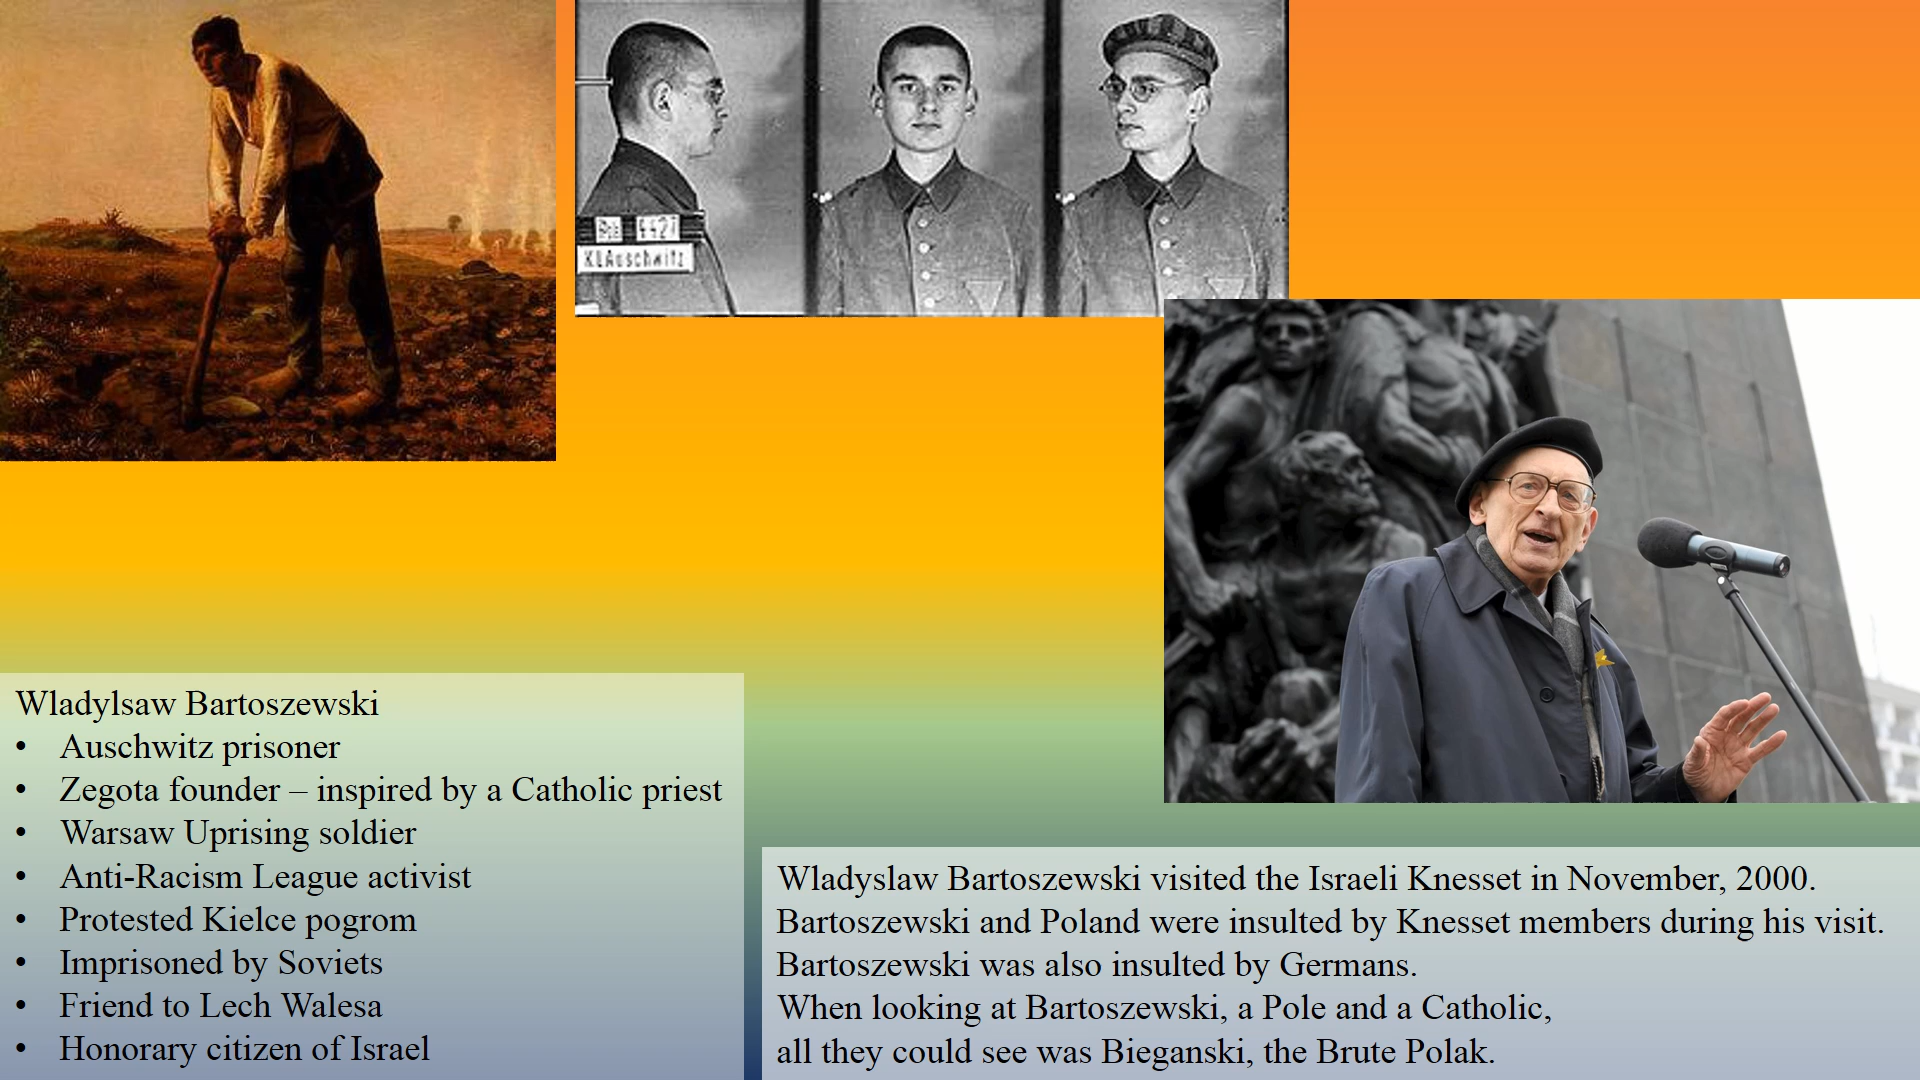 Pole 4427
KLAuschwitz
Wladylsaw Bartoszewski
• Auschwitz prisoner
• Zegota founder – inspired by a Catholic priest
• Warsaw Uprising soldier
• Anti-Racism League activist
• Protested Kielce pogrom
• Imprisoned by Soviets
• Friend to Lech Walesa
• Honorary citizen of Israel
Wladyslaw Bartoszewski visited the Israeli Knesset in November, 2000.
Bartoszewski and Poland were insulted by Knesset members during his visit.
Bartoszewski was also insulted by Germans.
When looking at Bartoszewski, a Pole and a Catholic,
all they could see was Bieganski, the Brute Polak.